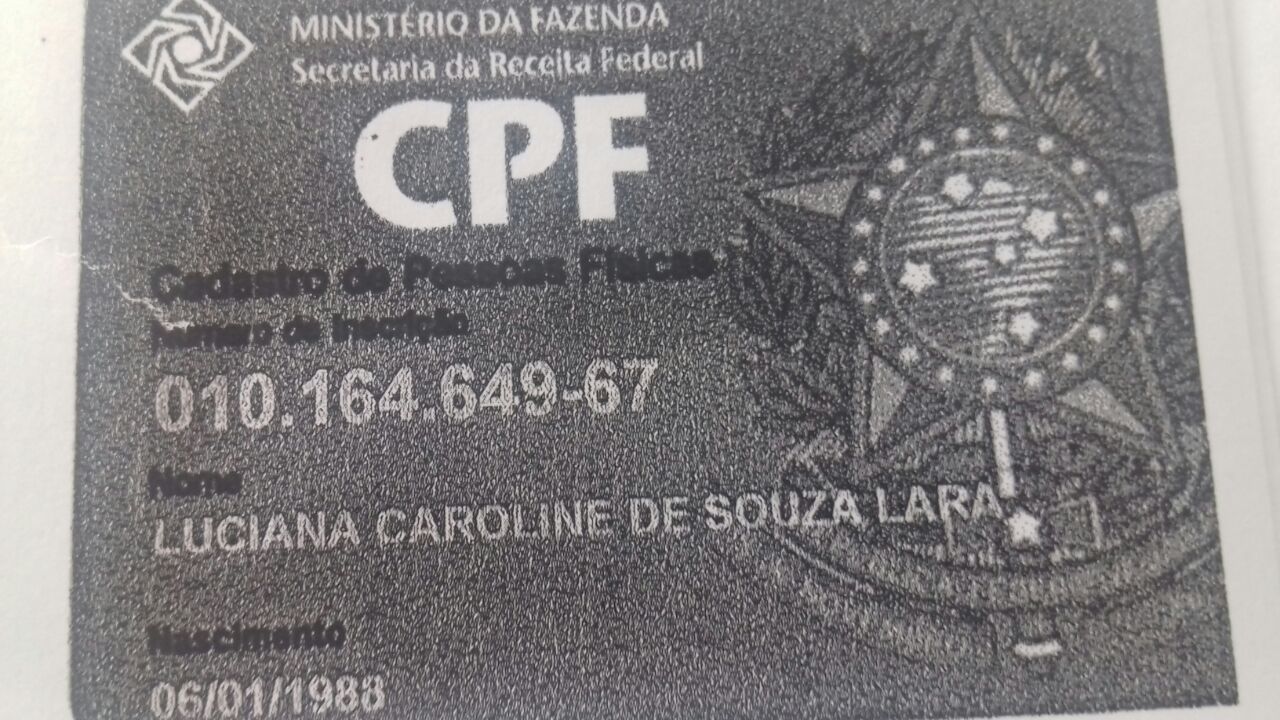 MINISTÉRIO DA FAZENDA
Secretaria da Receita Federal
CPF
Cadastro de Pessoas Físicas
Número de Inscrição
010.164.649-67
Nome
LUCIANA CAROLINE DE SOUZA LARA
Nascimento
06/01/1988